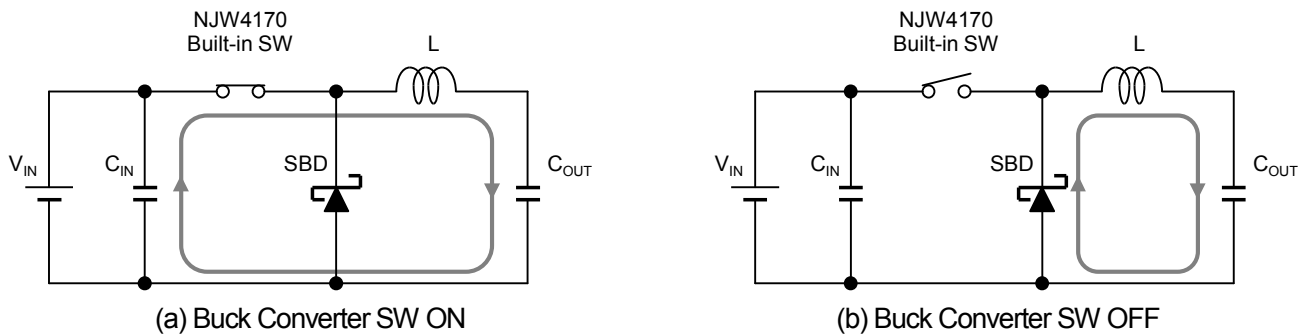 NJW4170
Built-in SW
L
V_IN
C_IN
SBD
C_OUT
(a) Buck Converter SW ON
NJW4170
Built-in SW
L
V_IN
C_IN
SBD
C_OUT
(b) Buck Converter SW OFF